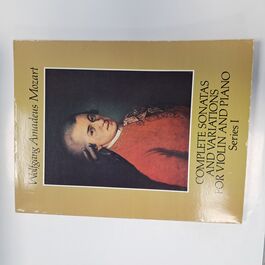 Wolfgang Amadeus Mozart
COMPLETE SONATAS
AND VARIATIONS
FOR VIOLIN AND PIANO
Series I